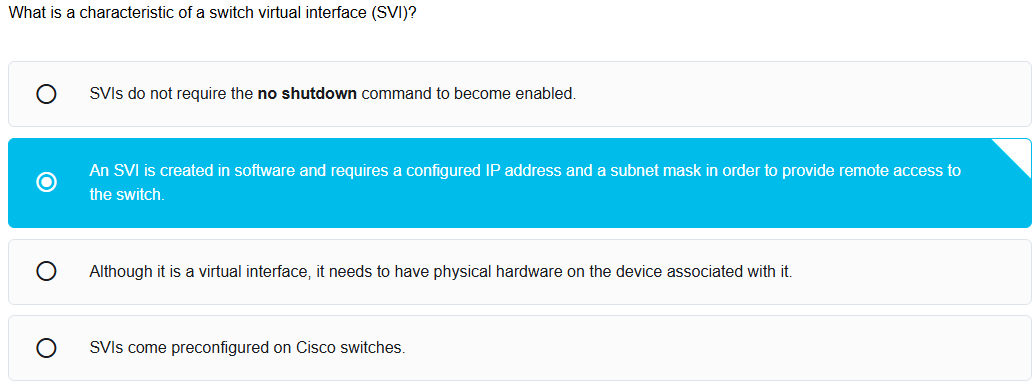 What is a characteristic of a switch virtual interface (SVI)?
SVIs do not require the no shutdown command to become enabled.
An SVI is created in software and requires a configured IP address and a subnet mask in order to provide remote access to
the switch.
Although it is a virtual interface, it needs to have physical hardware on the device associated with it.
SVIs come preconfigured on Cisco switches.